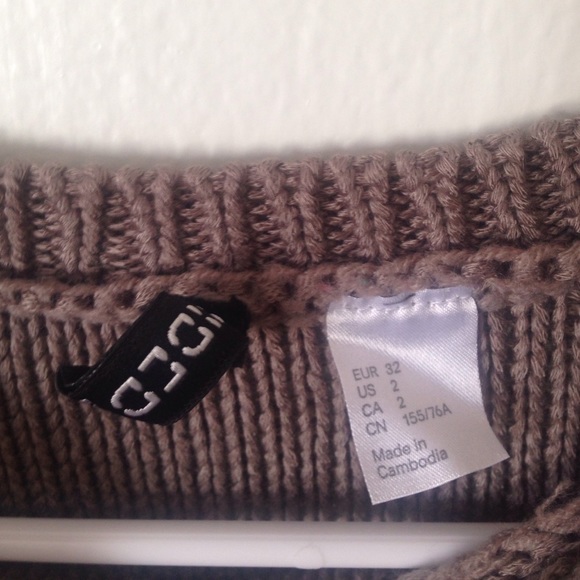 EUR 32
US 2
CA 2
CN 155/76A
Made in
Cambodia